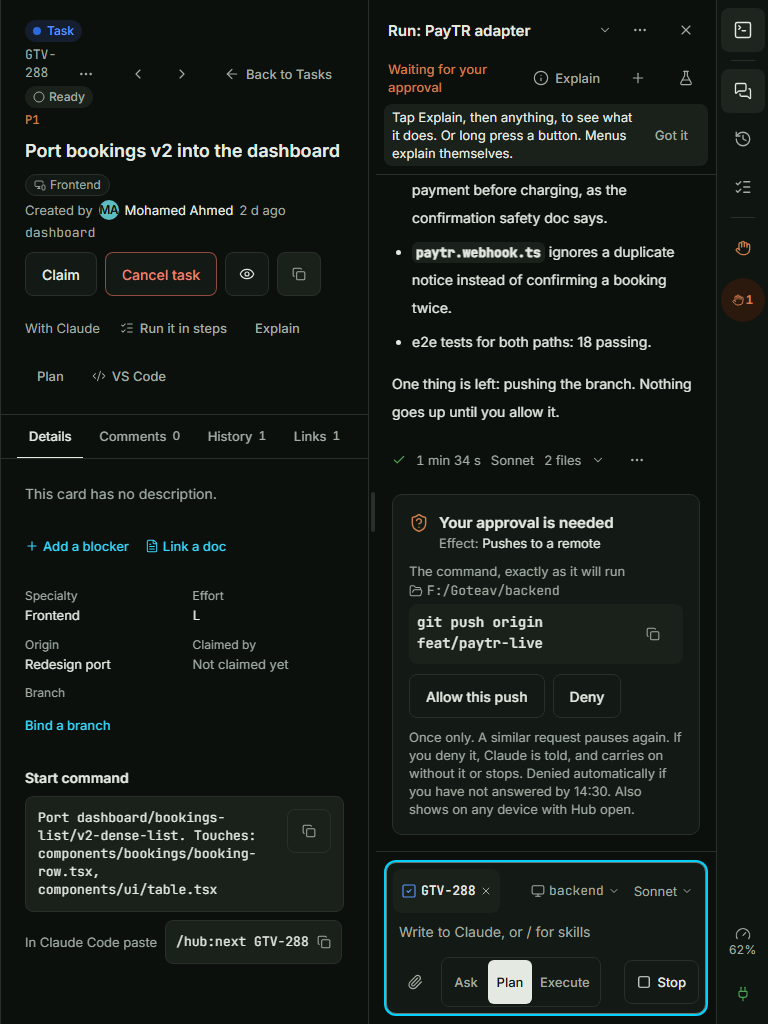 Task
GTV-
288
Ready
P1
Back to Tasks
Port bookings v2 into the dashboard
Frontend
Created by MA Mohamed Ahmed 2 d ago
dashboard
Claim
Cancel task
With Claude
Run it in steps
Explain
Plan
VS Code
Details
Comments 0
History 1
Links 1
This card has no description.
Add a blocker
Link a doc
Specialty
Frontend
Effort
L
Origin
Redesign port
Claimed by
Not claimed yet
Branch
Bind a branch
Start command
Port dashboard/bookings-
list/v2-dense-list. Touches:
components/bookings/booking-
row.tsx,
components/ui/table.tsx
In Claude Code paste
/hub:next GTV-288
Run: PayTR adapter
Waiting for your
approval
Explain
Tap Explain, then anything, to see what
it does. Or long press a button. Menus
explain themselves.
Got it
payment before charging, as the
confirmation safety doc says.
paytr.webhook.ts ignores a duplicate
notice instead of confirming a booking
twice.
e2e tests for both paths: 18 passing.
One thing is left: pushing the branch. Nothing
goes up until you allow it.
1 min 34 s Sonnet 2 files
Your approval is needed
Effect: Pushes to a remote
The command, exactly as it will run
F:/Goteav/backend
git push origin
feat/paytr-live
Allow this push
Deny
Once only. A similar request pauses again. If
you deny it, Claude is told, and carries on
without it or stops. Denied automatically if
you have not answered by 14:30. Also
shows on any device with Hub open.
GTV-288
backend
Sonnet
Write to Claude, or / for skills
Ask
Plan
Execute
Stop
1
62%